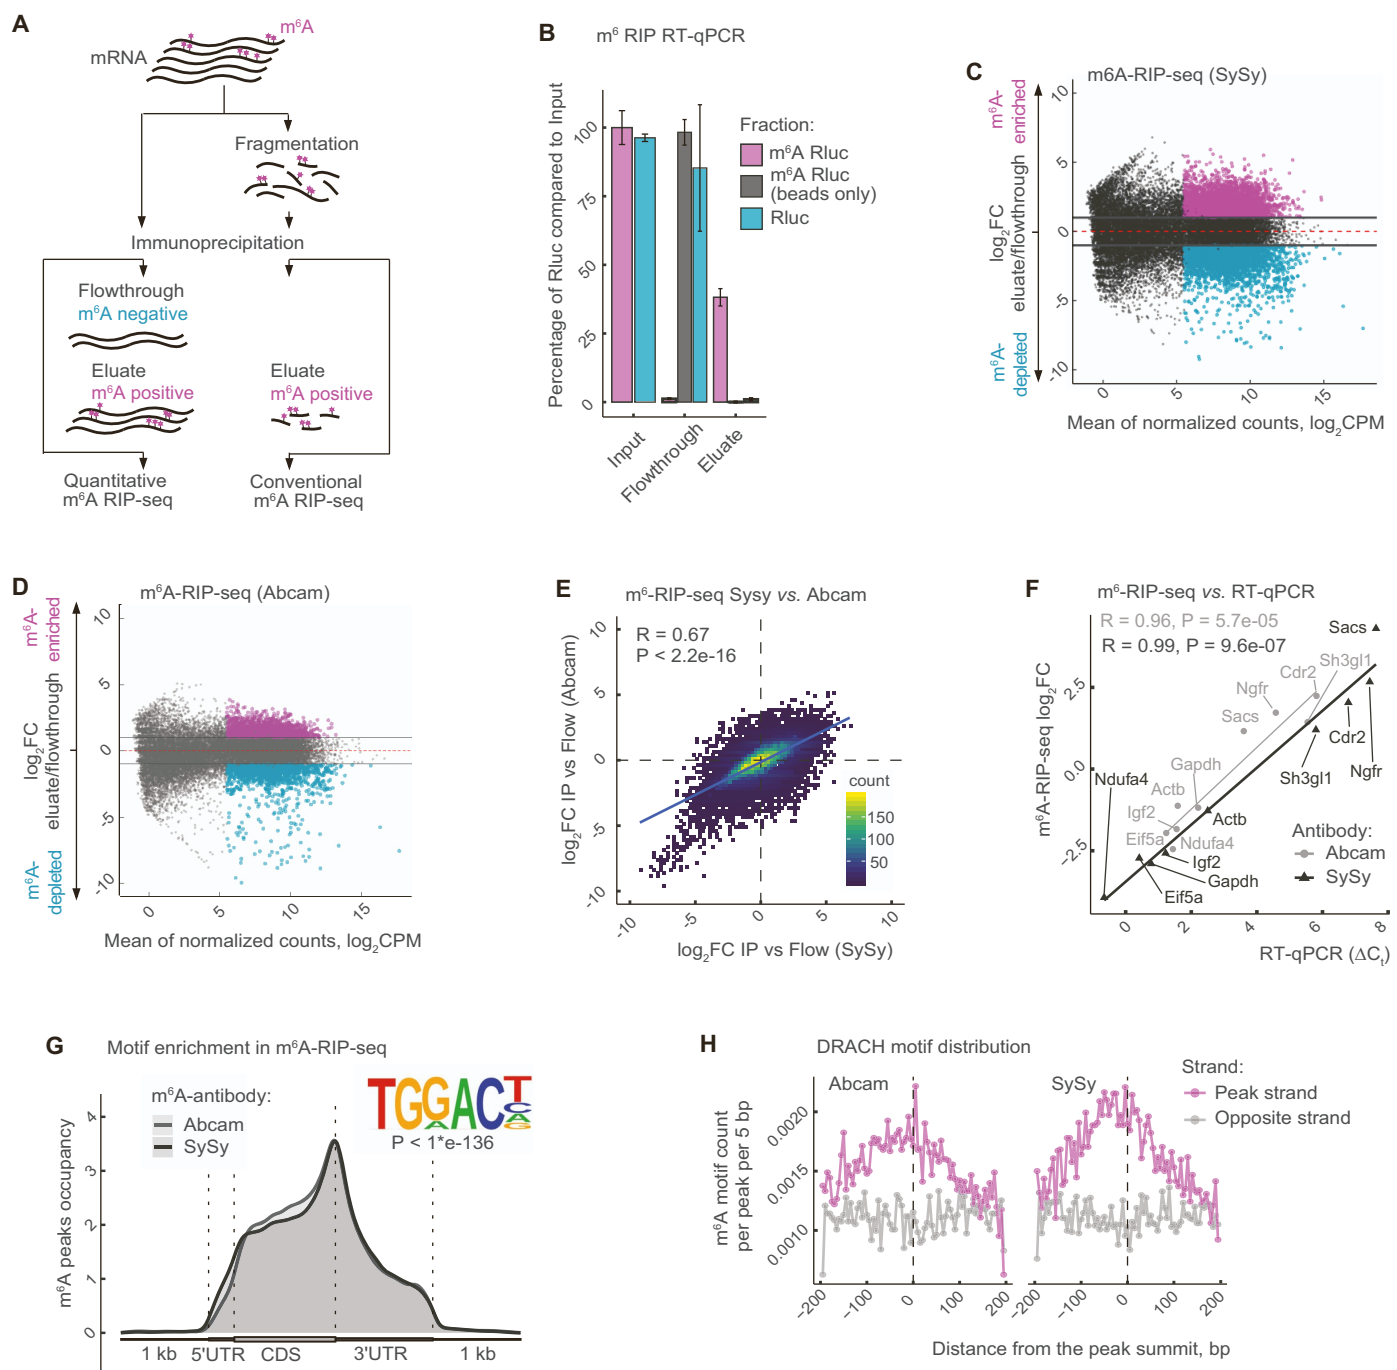 A
m⁶A
mRNA
Fragmentation
Immunoprecipitation
Flowthrough
m⁶A negative
Eluate
m⁶A positive
Eluate
m⁶A positive
Quantitative
m⁶A RIP-seq
Conventional
m⁶A RIP-seq
B
m⁶ RIP RT-qPCR
Percentage of Rluc compared to Input
100
75
50
25
0
Input
Flowthrough
Eluate
Fraction:
m⁶A Rluc
m⁶A Rluc
(beads only)
Rluc
C
m6A-RIP-seq (SySy)
m⁶A-
enriched
log₂FC
eluate/flowthrough
m⁶A-
depleted
10
5
0
-5
-10
0
5
10
15
Mean of normalized counts, log₂CPM
D
m⁶A-RIP-seq (Abcam)
m⁶A-
enriched
log₂FC
eluate/flowthrough
m⁶A-
depleted
10
5
0
-5
-10
0
5
10
15
Mean of normalized counts, log₂CPM
E
m⁶-RIP-seq Sysy vs. Abcam
R = 0.67
P < 2.2e-16
log₂FC IP vs Flow (Abcam)
10
5
0
-5
-10
count
150
100
50
-10
-5
0
5
10
log₂FC IP vs Flow (SySy)
F
m⁶-RIP-seq vs. RT-qPCR
R = 0.96, P = 5.7e-05
R = 0.99, P = 9.6e-07
m⁶A-RIP-seq log₂FC
2.5
0.0
-2.5
Sacs
Sh3gl1
Cdr2
Ngfr
Sacs
Cdr2
Gapdh
Sh3gl1
Ngfr
Ndufa4
Actb
Actb
Igf2
Eif5a
Ndufa4
Igf2
Gapdh
Eif5a
Antibody:
Abcam
SySy
0
2
4
6
8
RT-qPCR (ΔCₜ)
G
Motif enrichment in m⁶A-RIP-seq
m⁶A-antibody:
Abcam
SySy
TGGACT
A C
A
G
P < 1*e-136
m⁶A peaks occupancy
4
3
2
1
0
1 kb
5'UTR
CDS
3'UTR
1 kb
H
DRACH motif distribution
Abcam
SySy
Strand:
Peak strand
Opposite strand
m⁶A motif count
per peak per 5 bp
0.0020
0.0015
0.0010
-200
-100
0
100
200
-200
-100
0
100
200
Distance from the peak summit, bp